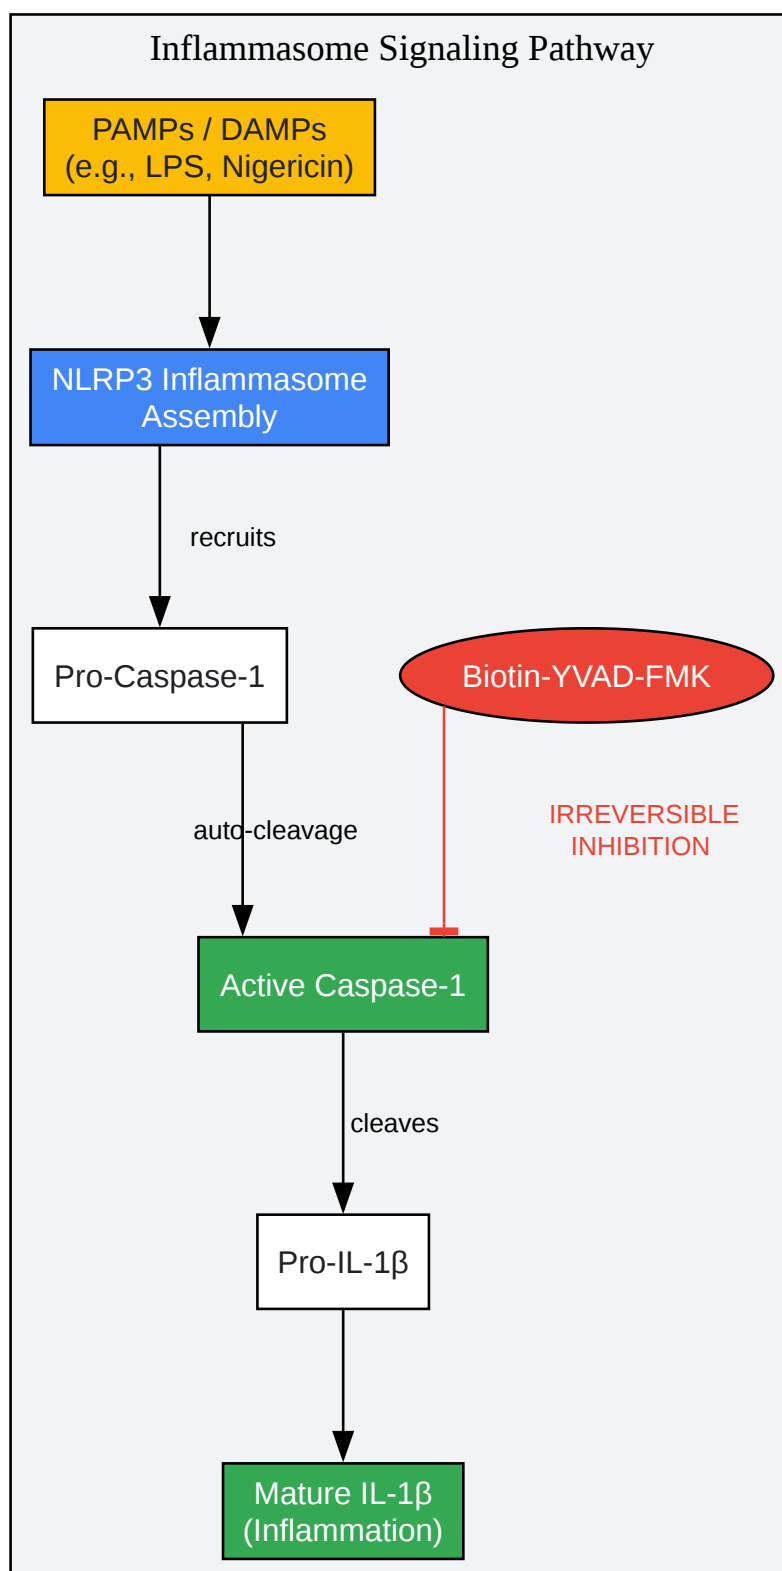 Inflammasome Signaling Pathway
PAMPs / DAMPs
(e.g., LPS, Nigericin)
NLRP3 Inflammasome
Assembly
recruits
Pro-Caspase-1
Biotin-YVAD-FMK
auto-cleavage
IRREVERSIBLE
INHIBITION
Active Caspase-1
cleaves
Pro-IL-1β
Mature IL-1β
(Inflammation)